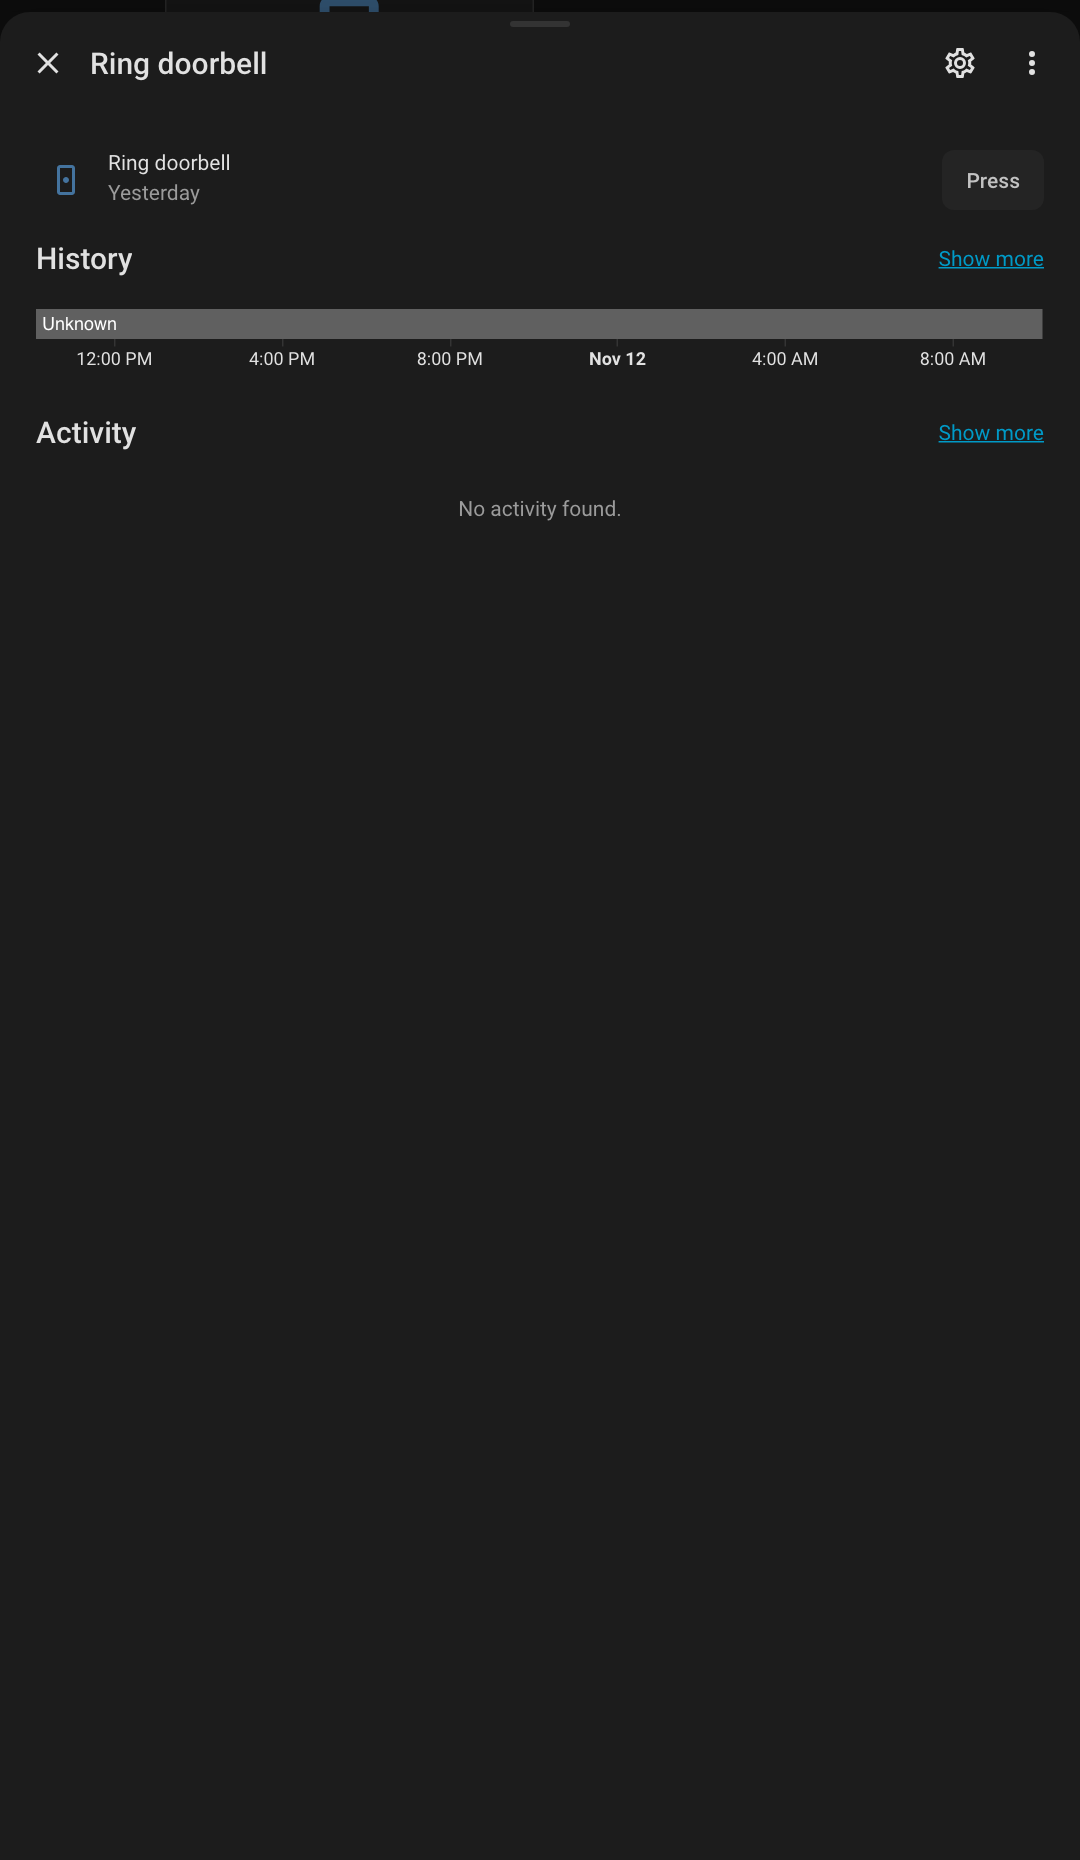 Ring doorbell
Ring doorbell
Yesterday
Press
History
Show more
Unknown
12:00 PM 4:00 PM 8:00 PM Nov 12 4:00 AM 8:00 AM
Activity
Show more
No activity found.